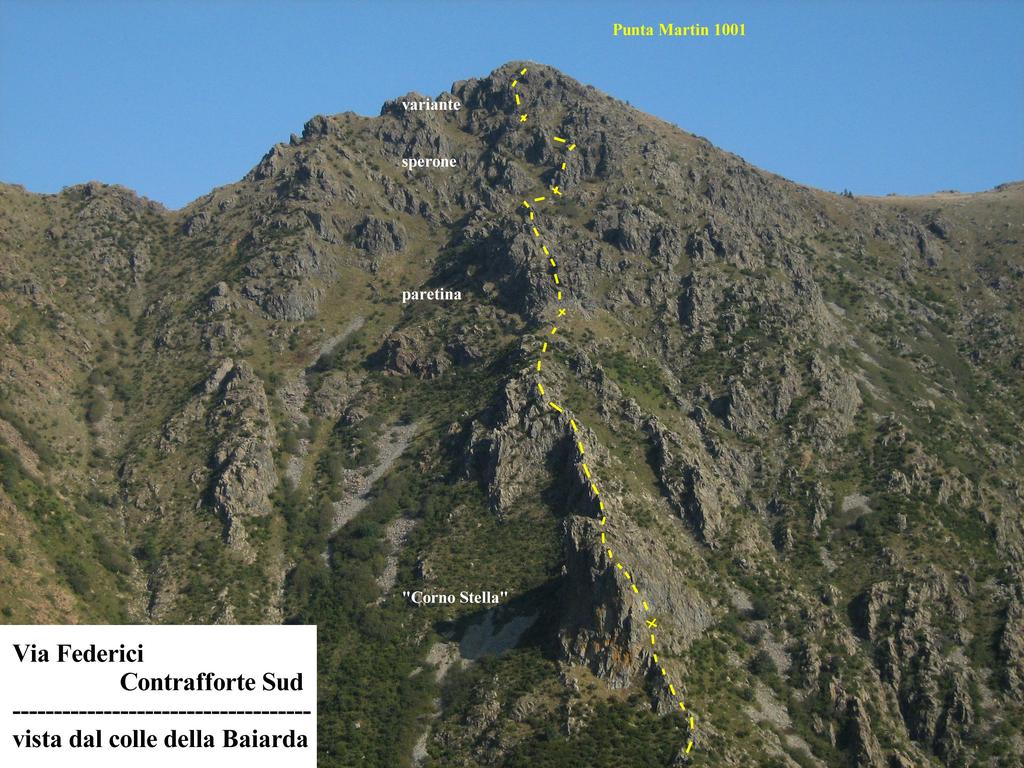 Punta Martin 1001
variante
sperone
paretina
"Corno Stella"
Via Federici
Contrafforte Sud
------------------------------------
vista dal colle della Baiarda